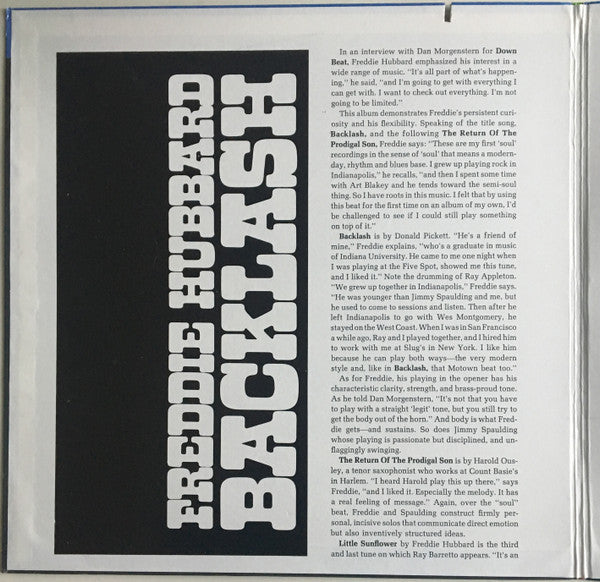 FREDDIE HUBBARD
BACKLASH
In an interview with Dan Morgenstern for Down
Beat, Freddie Hubbard emphasized his interest in a
wide range of music. "It's all part of what's happen-
ing," he said, "and I'm going to get with everything I
can get with. I want to check out everything. I'm not
going to be limited."
This album demonstrates Freddie's persistent curi-
osity and his flexibility. Speaking of the title song,
Backlash, and the following The Return Of The
Prodigal Son, Freddie says: "These are my first 'soul'
recordings in the sense of 'soul' that means a modern-
day, rhythm and blues base. I grew up playing rock in
Indianapolis," he recalls, "and then I spent some time
with Art Blakey and he tends toward the semi-soul
thing. So I have roots in this music. I felt that by using
this beat for the first time on an album of my own, I'd
be challenged to see if I could still play something
on top of it."
Backlash is by Donald Pickett. "He's a friend of
mine," Freddie explains, "who's a graduate in music
of Indiana University. He came to me one night when
I was playing at the Five Spot, showed me this tune,
and I liked it." Note the drumming of Ray Appleton.
"We grew up together in Indianapolis," Freddie says.
"He was younger than Jimmy Spaulding and me, but
he used to come to sessions and listen. Then after he
left Indianapolis to go with Wes Montgomery, he
stayed on the West Coast. When I was in San Francisco
a while ago, Ray and I played together, and I hired him
to work with me at Slug's in New York. I like him
because he can play both ways—the very modern
style and, like in Backlash, that Motown beat too."
As for Freddie, his playing in the opener has his
characteristic clarity, strength, and brass-proud tone.
As he told Dan Morgenstern, "It's not that you have
to play with a straight 'legit' tone, but you still try to
get the body out of the horn." And body is what Fred-
die gets—and sustains. So does Jimmy Spaulding
whose playing is passionate but disciplined, and un-
flaggingly swinging.
The Return Of The Prodigal Son is by Harold Ous-
ley, a tenor saxophonist who works at Count Basie's
in Harlem. "I heard Harold play this up there," says
Freddie, "and I liked it. Especially the melody. It has
a real feeling of message." Again, over the "soul"
beat, Freddie and Spaulding construct firmly per-
sonal, incisive solos that communicate direct emotion
but also inventively structured ideas.
Little Sunflower by Freddie Hubbard is the third
and last tune on which Ray Barretto appears. "It's an